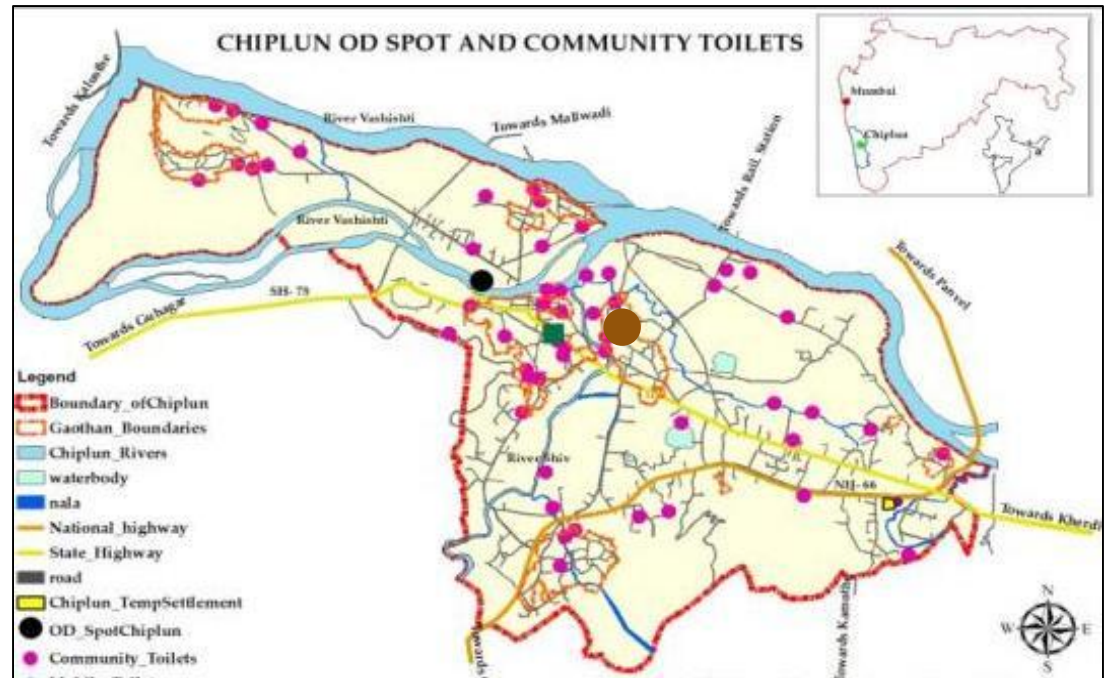 CHIPLUN OD SPOT AND COMMUNITY TOILETS
Mumbai
Chiplun
Towards Kalusthe
River Vashishti
Towards Maliwadi
Towards Rail. Station
River Vashishti
Towards Panvel
SH- 73
Towards Guhagar
River Shiv
NH- 66
Towards Kherdi
Towards Kamathe
Legend
Boundary_ofChiplun
Gaothan_Boundaries
Chiplun_Rivers
waterbody
nala
National_highway
State_Highway
road
Chiplun_TempSettlement
OD_SpotChiplun
Community_Toilets
N
W
E
S